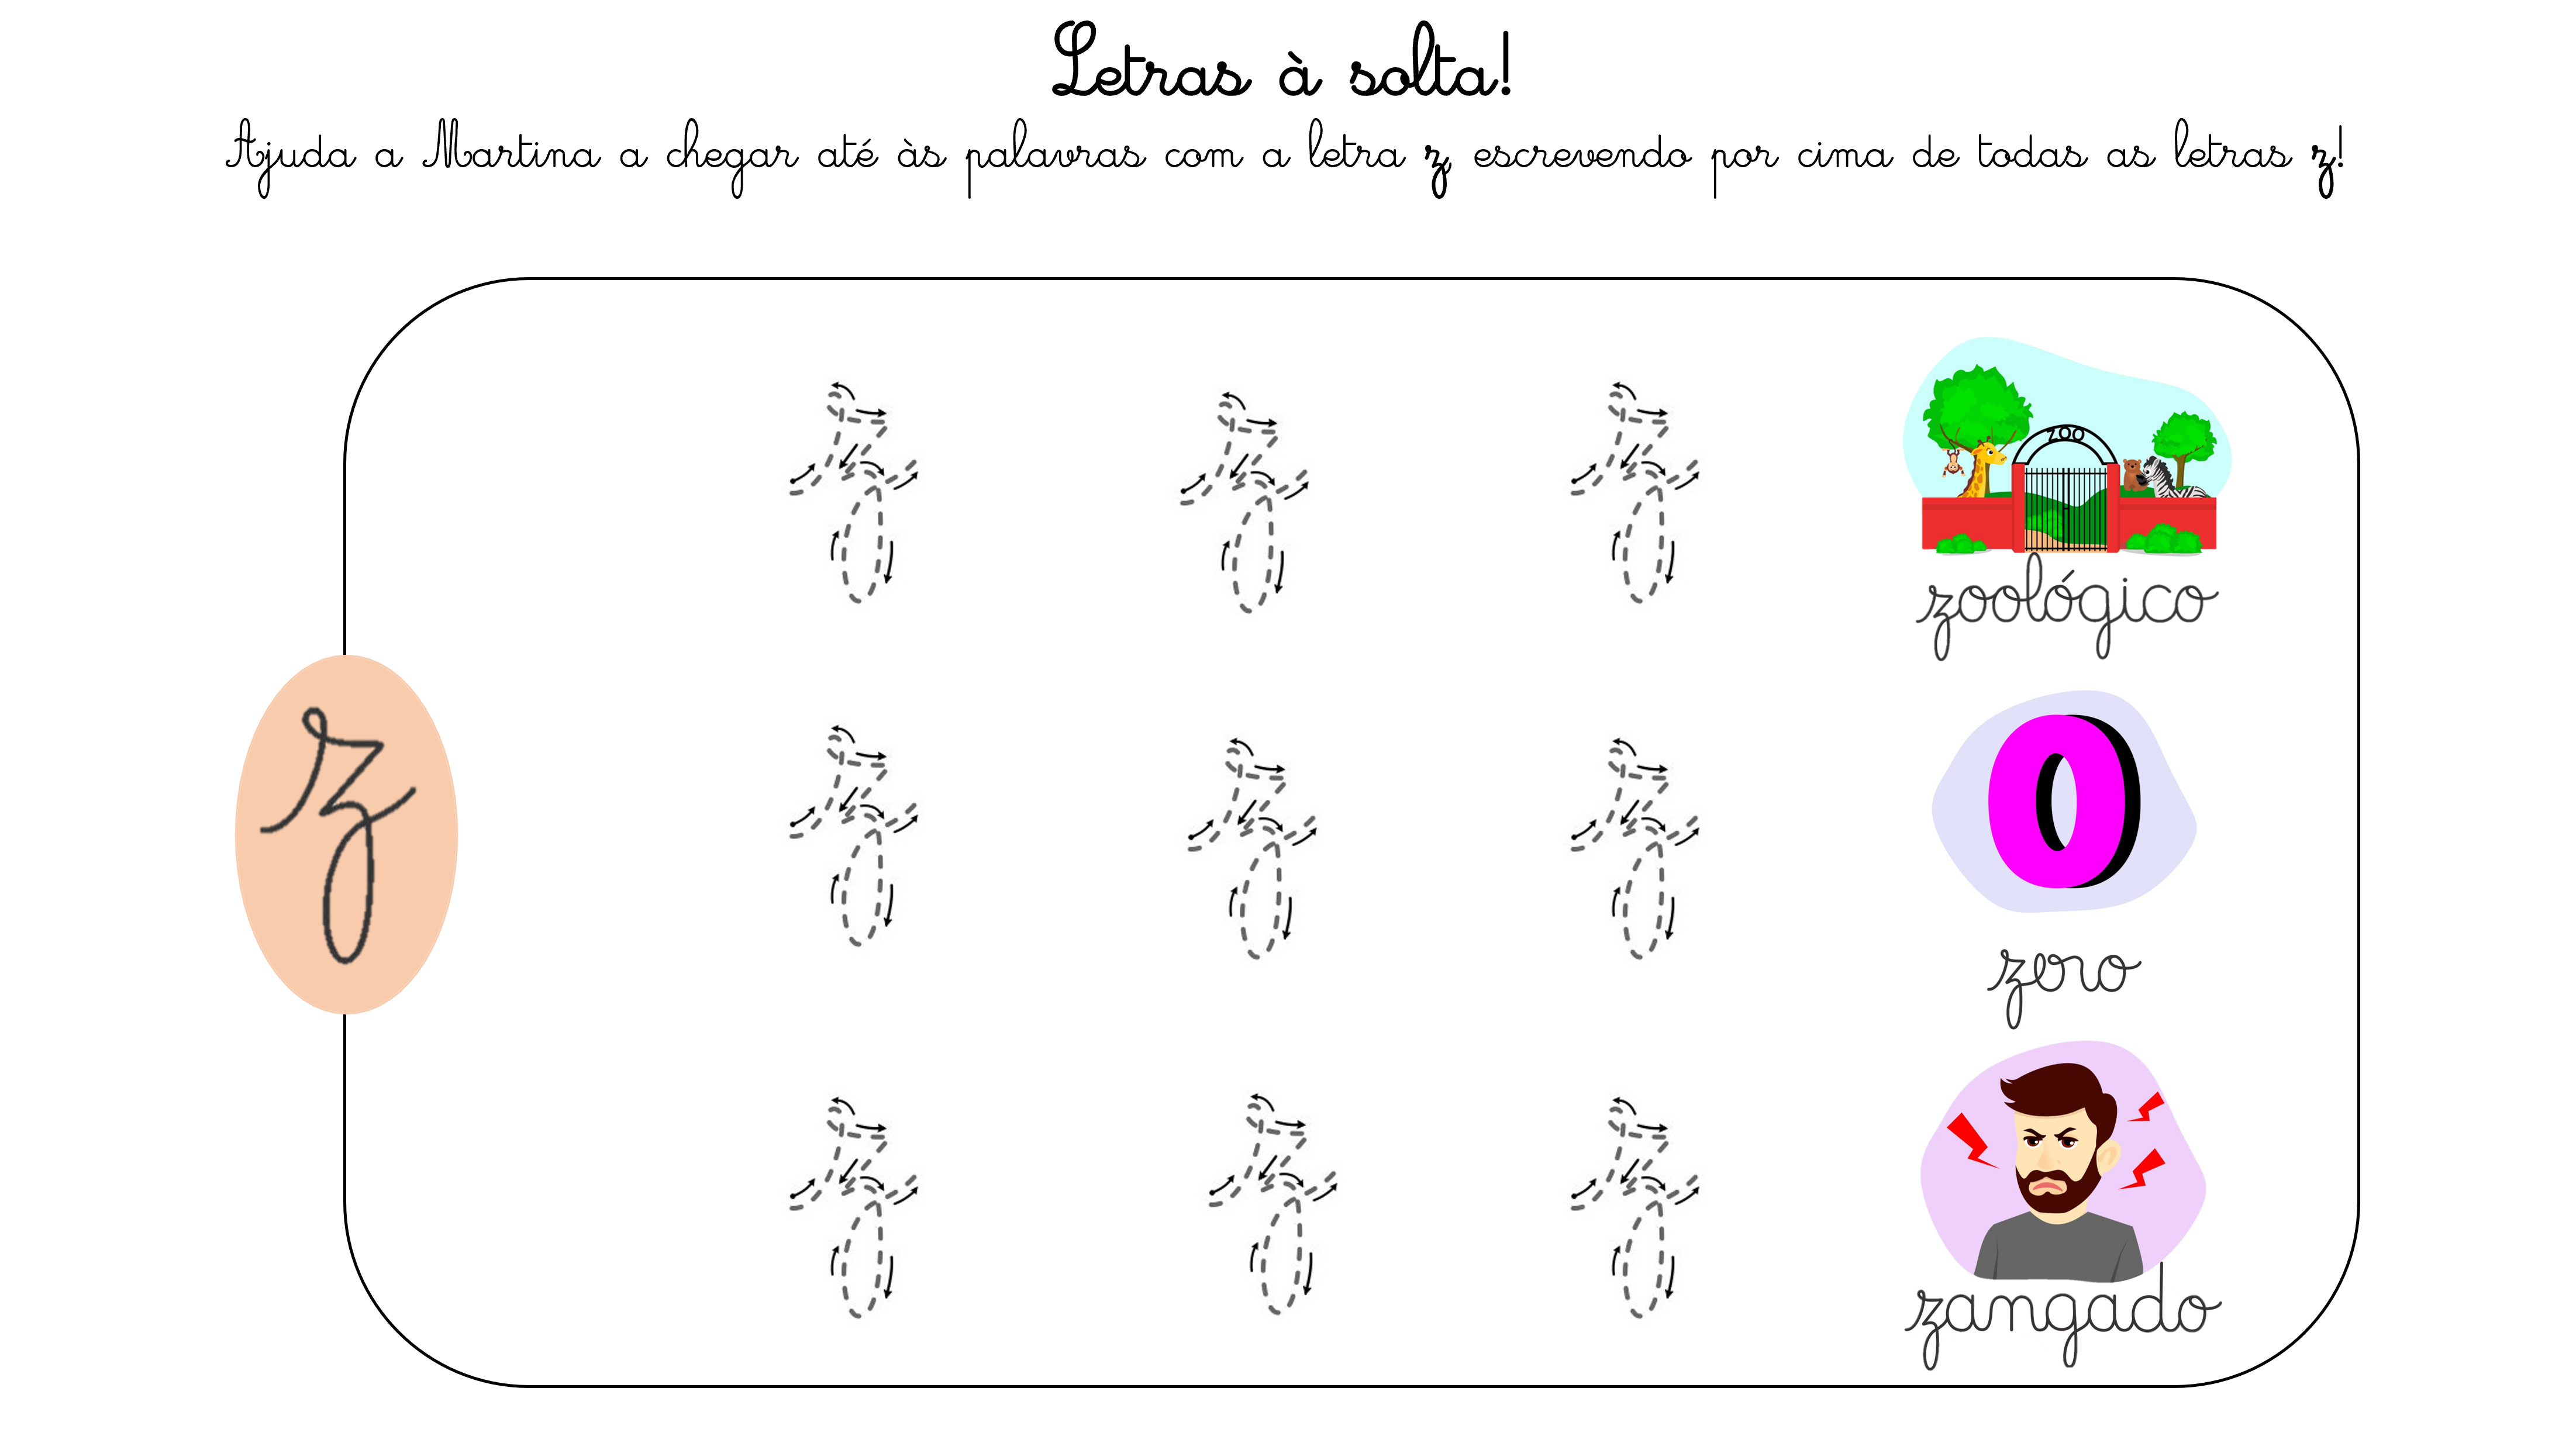 Letras à solta!
Ajuda a Martina a chegar até às palavras com a letra z escrevendo por cima de todas as letras z!
z z z
ZOO
zoológico
z
z z z
0
zero
z z z
zangado